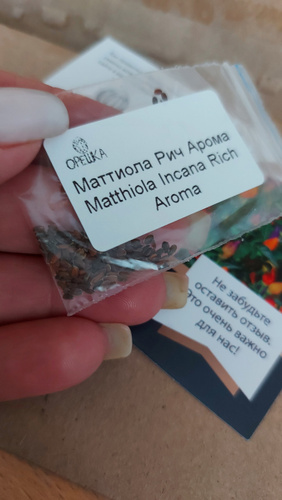 ОРЕШКА
Маттиола Рич Арома
Matthiola Incana Rich
Aroma
Не забудьте
оставить отзыв.
Это очень важно
для нас!